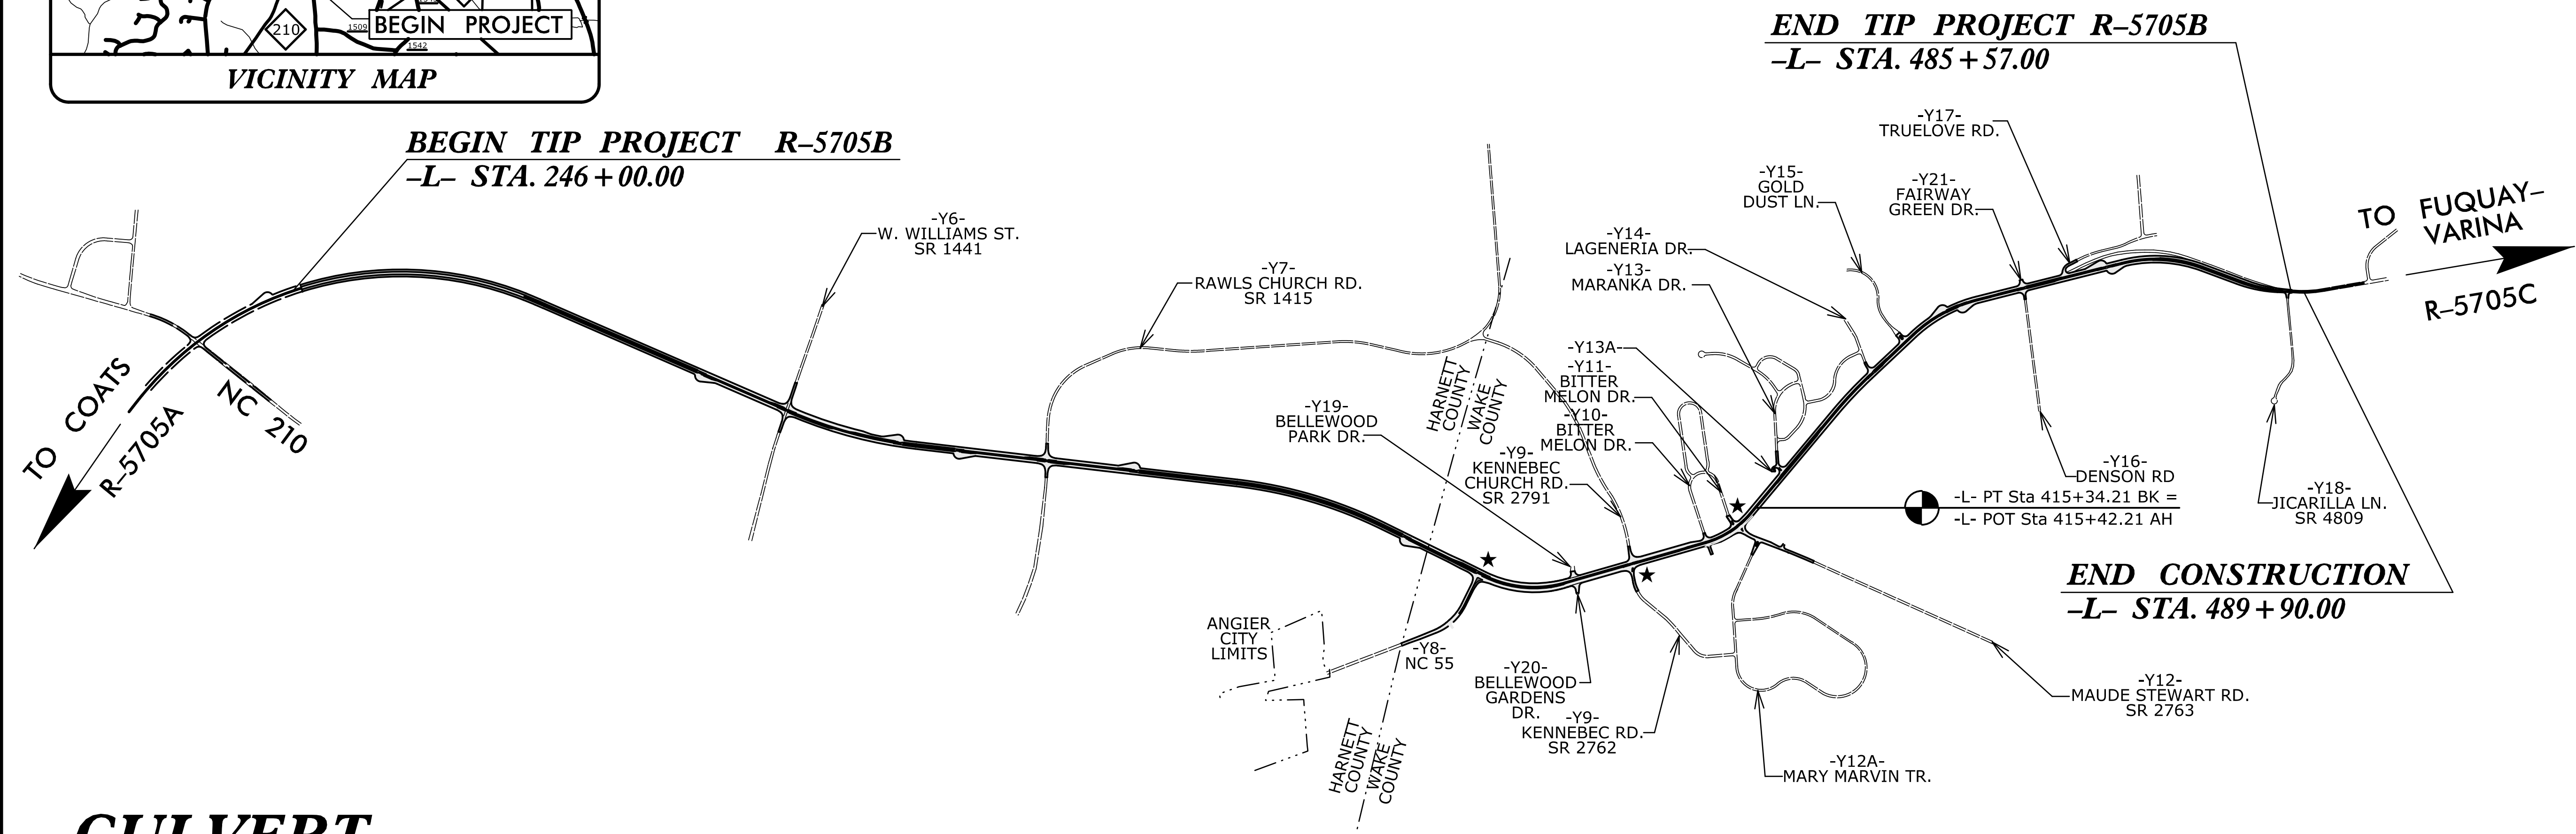 210
1509
BEGIN PROJECT
1542
VICINITY MAP
END TIP PROJECT R–5705B
–L– STA. 485+57.00
BEGIN TIP PROJECT R–5705B
–L– STA. 246+00.00
-Y17-
TRUELOVE RD.
-Y15-
GOLD
DUST LN.
-Y21-
FAIRWAY
GREEN DR.
TO FUQUAY–
VARINA
R–5705C
-Y6-
W. WILLIAMS ST.
SR 1441
-Y14-
LAGENERIA DR.
-Y13-
MARANKA DR.
-Y7-
RAWLS CHURCH RD.
SR 1415
-Y13A-
-Y11-
BITTER
MELON DR.
-Y10-
BITTER
MELON DR.
HARNETT
COUNTY
WAKE
COUNTY
-Y19-
BELLEWOOD
PARK DR.
-Y9-
KENNEBEC
CHURCH RD.
SR 2791
TO COATS
R–5705A
NC 210
-Y16-
DENSON RD
-L- PT Sta 415+34.21 BK =
-L- POT Sta 415+42.21 AH
-Y18-
JICARILLA LN.
SR 4809
END CONSTRUCTION
–L– STA. 489+90.00
ANGIER
CITY
LIMITS
-Y8-
NC 55
-Y20-
BELLEWOOD
GARDENS
DR.
-Y9-
KENNEBEC RD.
SR 2762
-Y12-
MAUDE STEWART RD.
SR 2763
-Y12A-
MARY MARVIN TR.
HARNETT
COUNTY
WAKE
COUNTY
CULVERT